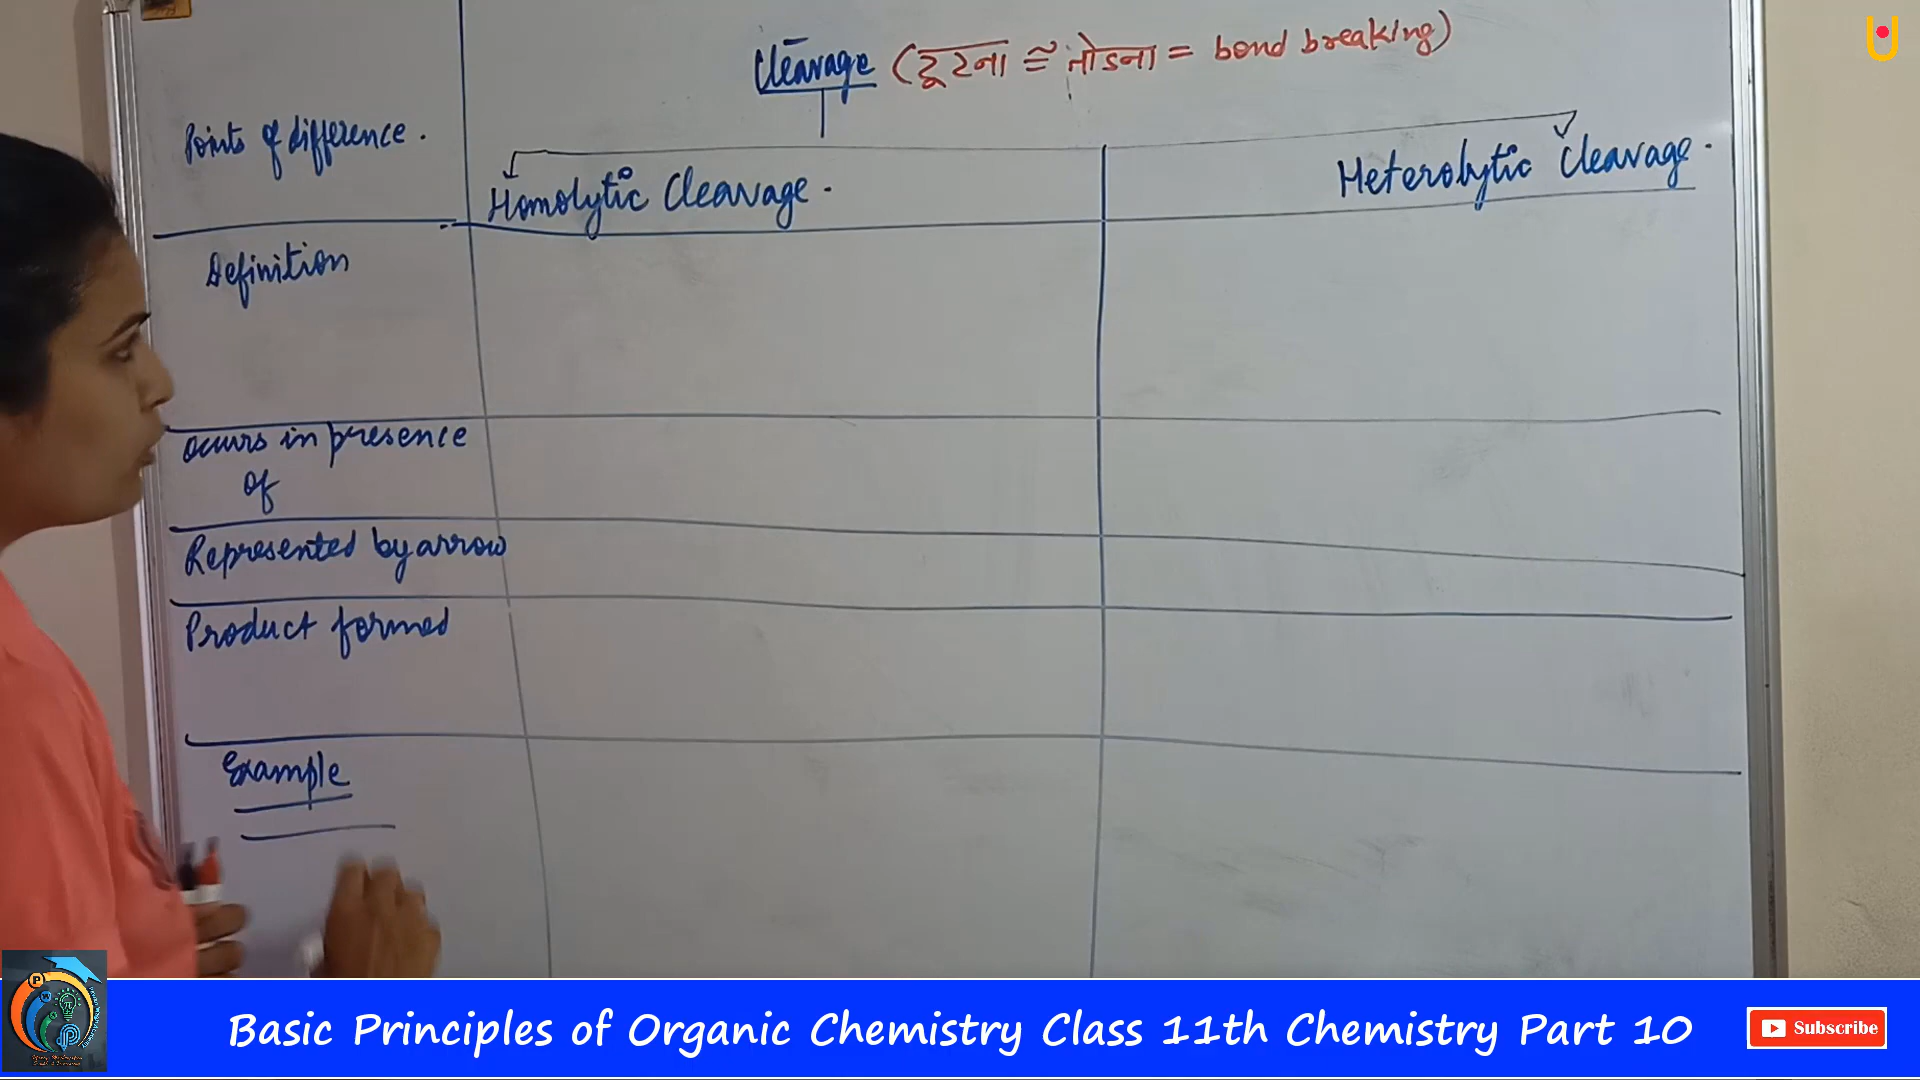 Cleavage (टूटना ≅ तोडना = bond breaking)
Points of difference.
Homolytic Cleavage.
Heterolytic Cleavage.
Definition
occurs in presence
of
Represented by arrow
Product formed
Example
Basic Principles of Organic Chemistry Class 11th Chemistry Part 10
Subscribe